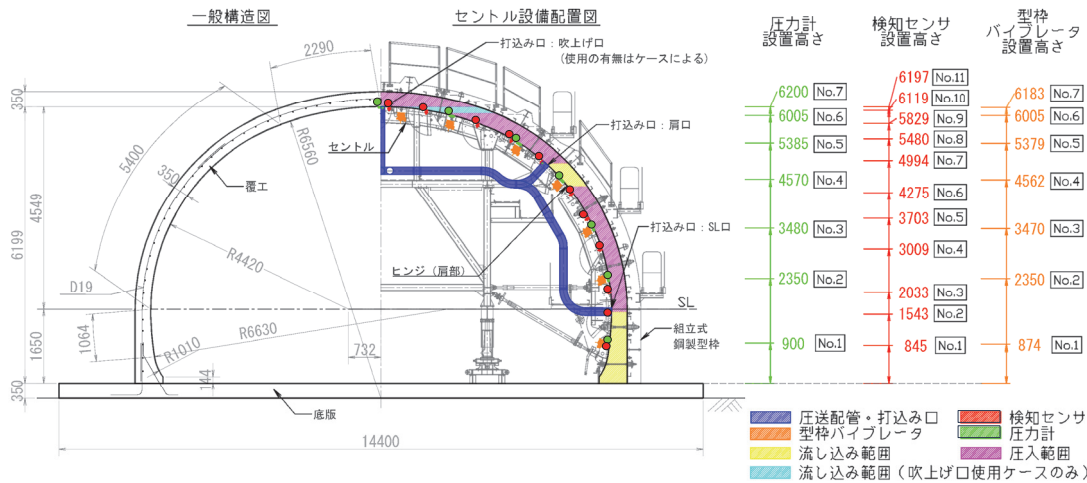 一般構造図
セントル設備配置図
2290
打込み口：吹上げ口
（使用の有無はケースによる）
350
R6560
セントル
打込み口：肩口
5400
350
覆工
4549
6199
R4420
打込み口：SL口
ヒンジ（肩部）
D19
SL
R6630
1064
R1010
1650
732
組立式
鋼製型枠
144
350
底版
14400
圧力計
設置高さ
6200 No.7
6005 No.6
5385 No.5
4570 No.4
3480 No.3
2350 No.2
900 No.1
検知センサ
設置高さ
6197 No.11
6119 No.10
5829 No.9
5480 No.8
4994 No.7
4275 No.6
3703 No.5
3009 No.4
2033 No.3
1543 No.2
845 No.1
型枠
バイブレータ
設置高さ
6183 No.7
6005 No.6
5379 No.5
4562 No.4
3470 No.3
2350 No.2
874 No.1
圧送配管・打込み口
検知センサ
型枠バイブレータ
圧力計
流し込み範囲
圧入範囲
流し込み範囲（吹上げ口使用ケースのみ）